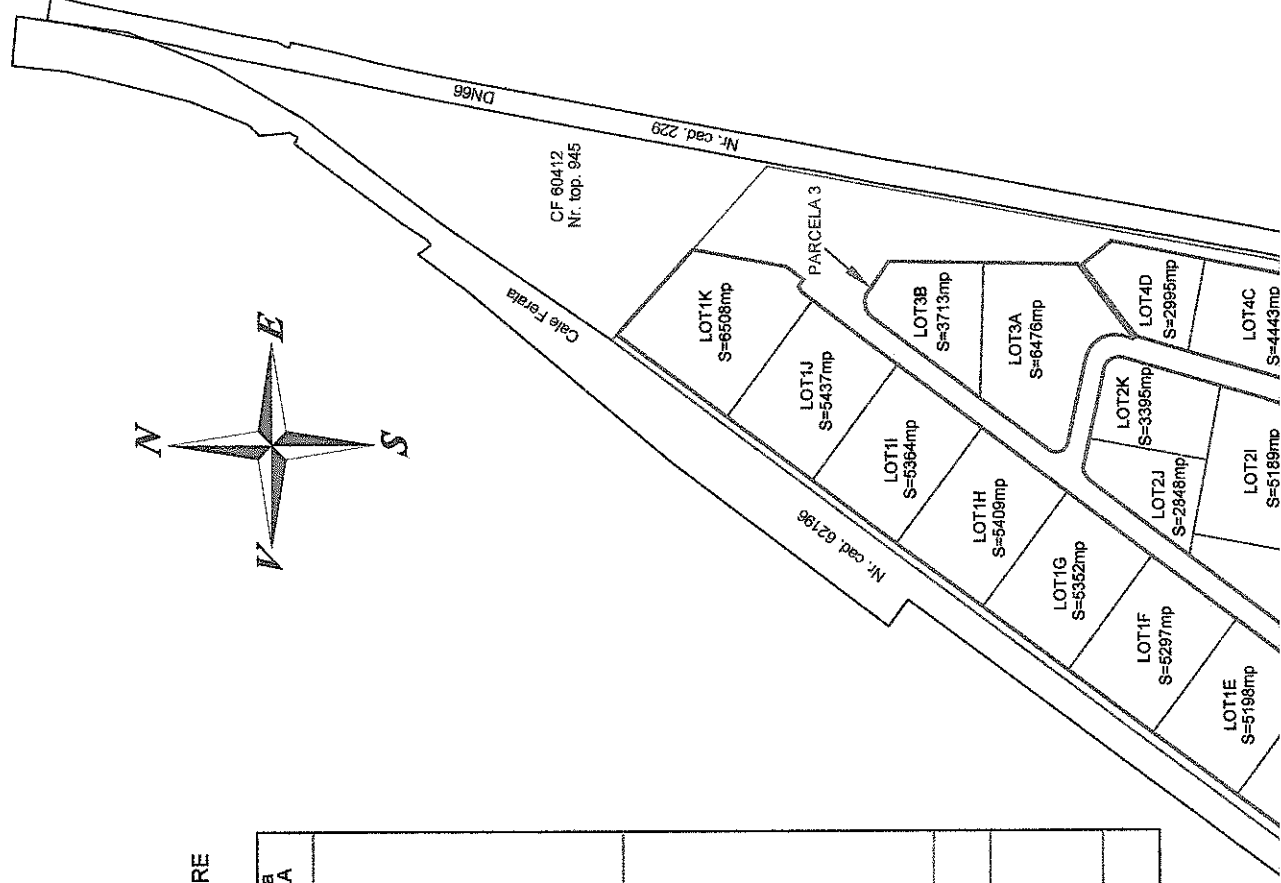 N
E
V
S
DN66
Nr. cad. 229
CF 60412
Nr. top. 945
Cale Ferata
PARCELA 3
LOT1K
S=6508mp
LOT3B
S=3713mp
LOT4D
S=2995mp
LOT1J
S=5437mp
LOT3A
S=6476mp
LOT4C
S=4443mp
LOT1I
S=5364mp
LOT2K
S=3395mp
LOT1H
S=5409mp
LOT2J
S=2848mp
LOT2I
S=5189mp
Nr. cad. 62196
LOT1G
S=5352mp
LOT1F
S=5297mp
LOT1E
S=5198mp
RE
a
A